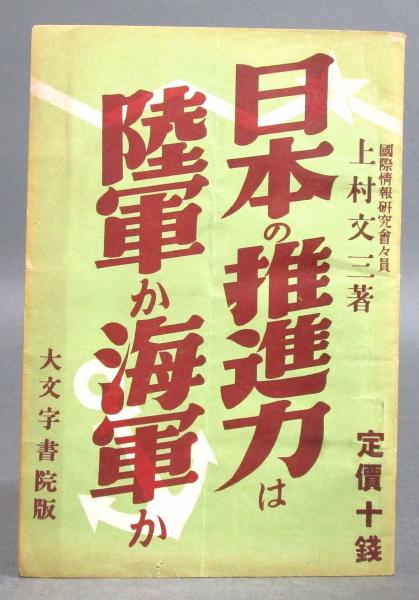 國際情報研究會々員
上村文三著
日本の推進力は
陸軍か海軍か
定價十錢
大文字書院版